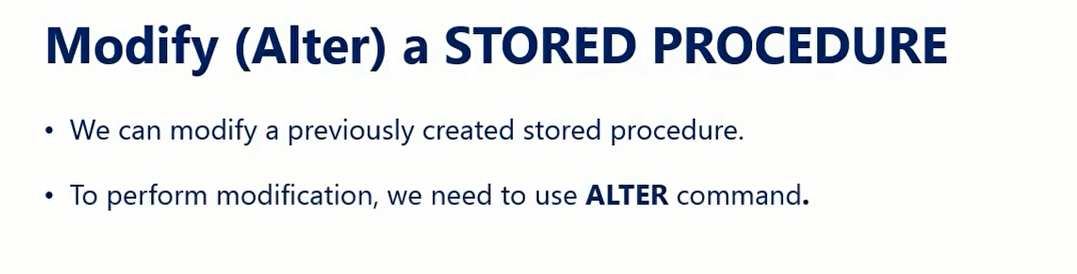 Modify (Alter) a STORED PROCEDURE
• We can modify a previously created stored procedure.
• To perform modification, we need to use ALTER command.